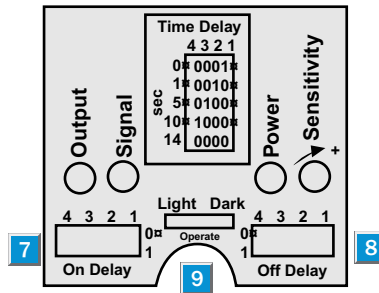 Time Delay
4 3 2 1
0¤ 0001¤
1¤ 0010¤
5¤ 0100¤
10¤ 1000¤
14 0000
sec
Output
Signal
Power
Sensitivity
+
Light Dark
Operate
4 3 2 1
0¤
1
On Delay
4 3 2 1
0¤
1
Off Delay
7
8
9